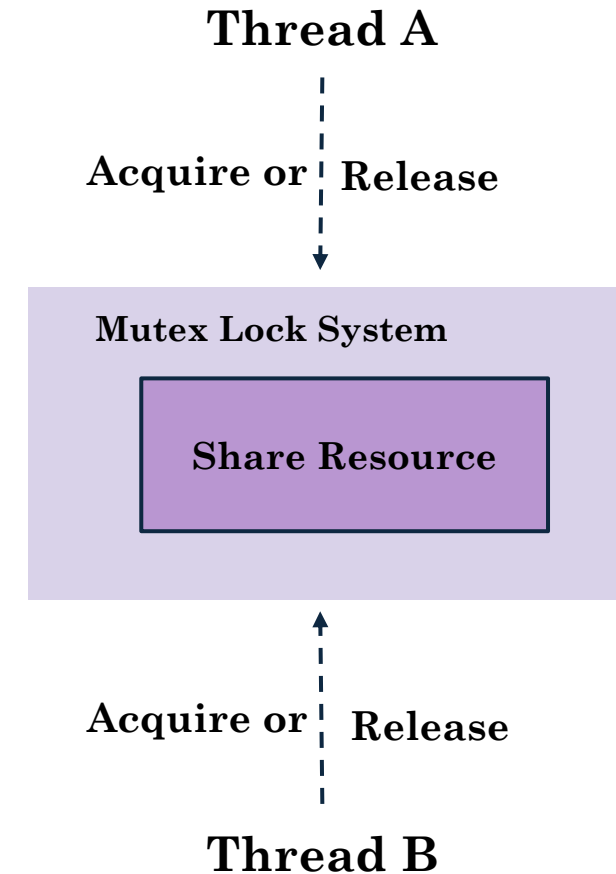 Thread A
Acquire or Release
Mutex Lock System
Share Resource
Acquire or Release
Thread B